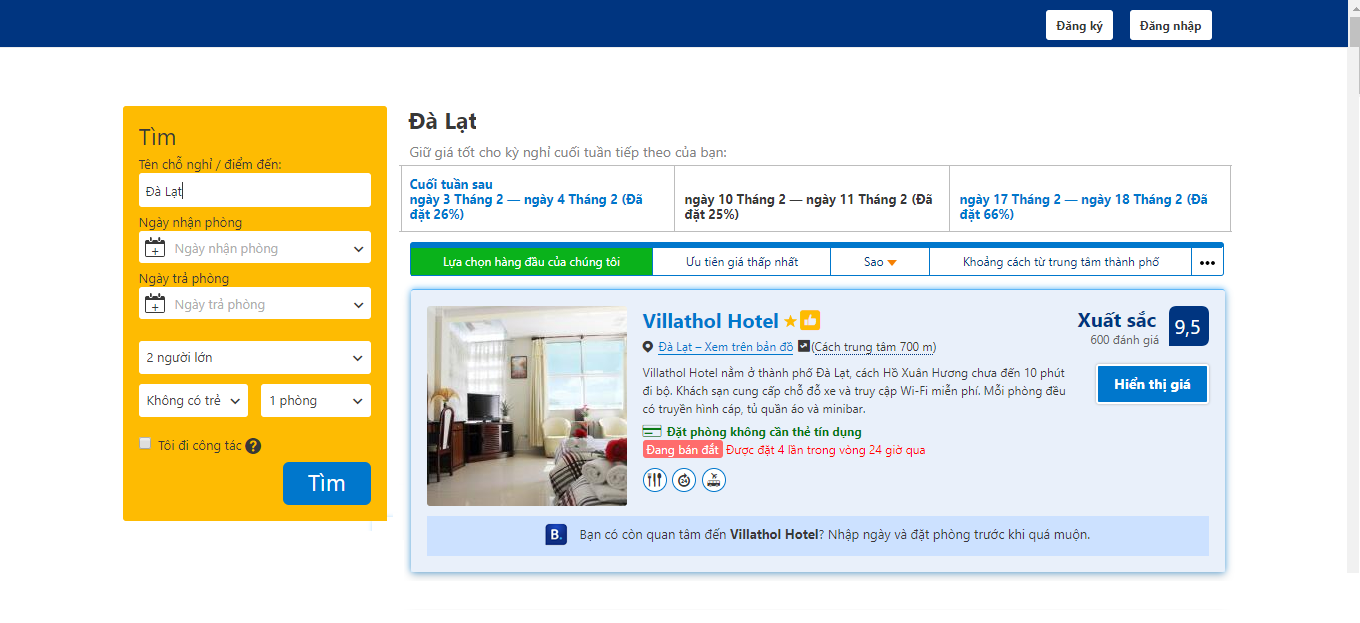 Đăng ký
Đăng nhập
Tìm
Tên chỗ nghỉ / điểm đến:
Đà Lạt
Ngày nhận phòng
Ngày nhận phòng
Ngày trả phòng
Ngày trả phòng
2 người lớn
Không có trẻ
1 phòng
Tôi đi công tác ?
Tìm
Đà Lạt
Giữ giá tốt cho kỳ nghỉ cuối tuần tiếp theo của bạn:
Cuối tuần sau
ngày 3 Tháng 2 — ngày 4 Tháng 2 (Đã
đặt 26%)
ngày 10 Tháng 2 — ngày 11 Tháng 2 (Đã
đặt 25%)
ngày 17 Tháng 2 — ngày 18 Tháng 2 (Đã
đặt 66%)
Lựa chọn hàng đầu của chúng tôi
Ưu tiên giá thấp nhất
Sao
Khoảng cách từ trung tâm thành phố
•••
Villathol Hotel
Đà Lạt – Xem trên bản đồ (Cách trung tâm 700 m)
Villathol Hotel nằm ở thành phố Đà Lạt, cách Hồ Xuân Hương chưa đến 10 phút
đi bộ. Khách sạn cung cấp chỗ đỗ xe và truy cập Wi-Fi miễn phí. Mỗi phòng đều
có truyền hình cáp, tủ quần áo và minibar.
Đặt phòng không cần thẻ tín dụng
Đang bán đắt Được đặt 4 lần trong vòng 24 giờ qua
24
Xuất sắc
600 đánh giá
9,5
Hiển thị giá
B. Bạn có còn quan tâm đến Villathol Hotel? Nhập ngày và đặt phòng trước khi quá muộn.